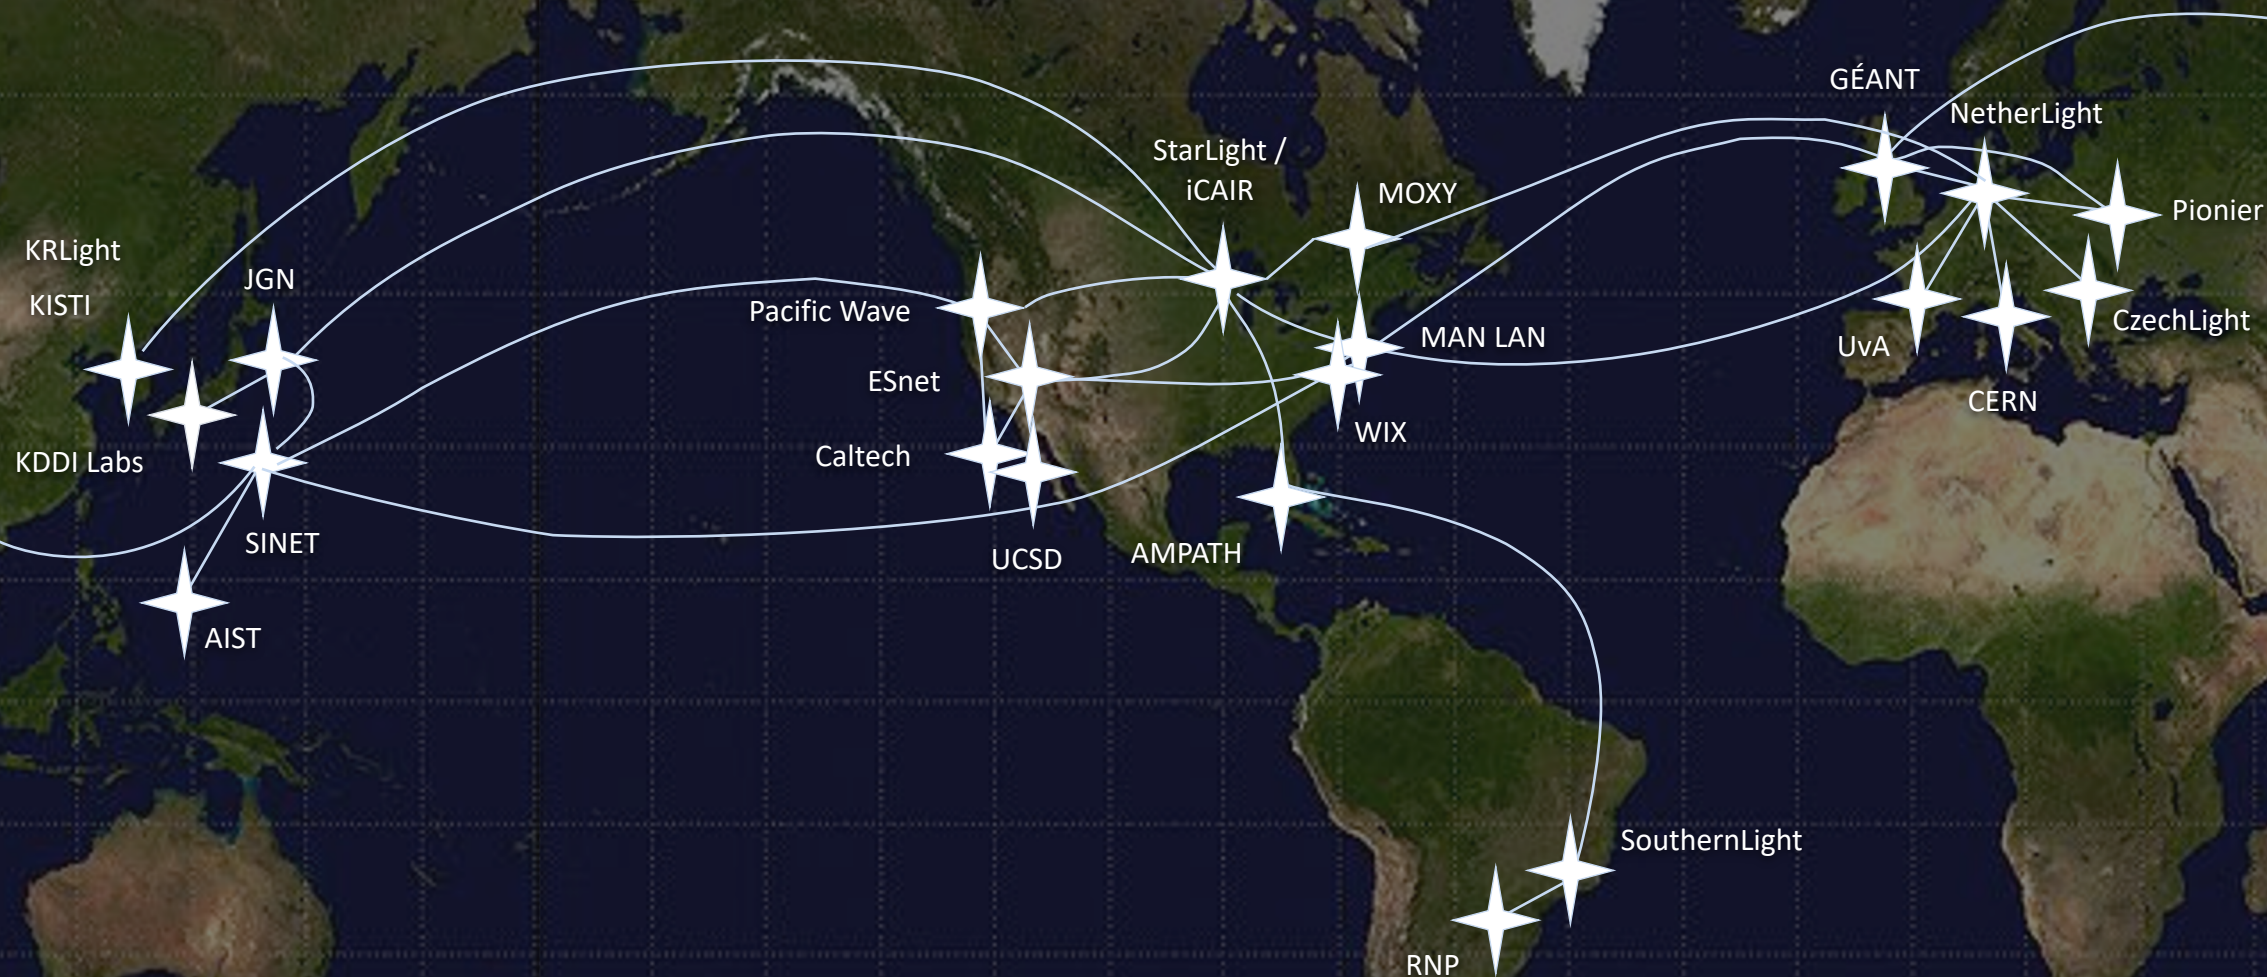 GÉANT
NetherLight
StarLight /
iCAIR
MOXY
Pionier
KRLight
JGN
KISTI
Pacific Wave
CzechLight
MAN LAN
UvA
ESnet
CERN
WIX
Caltech
KDDI Labs
SINET
AMPATH
UCSD
AIST
SouthernLight
RNP